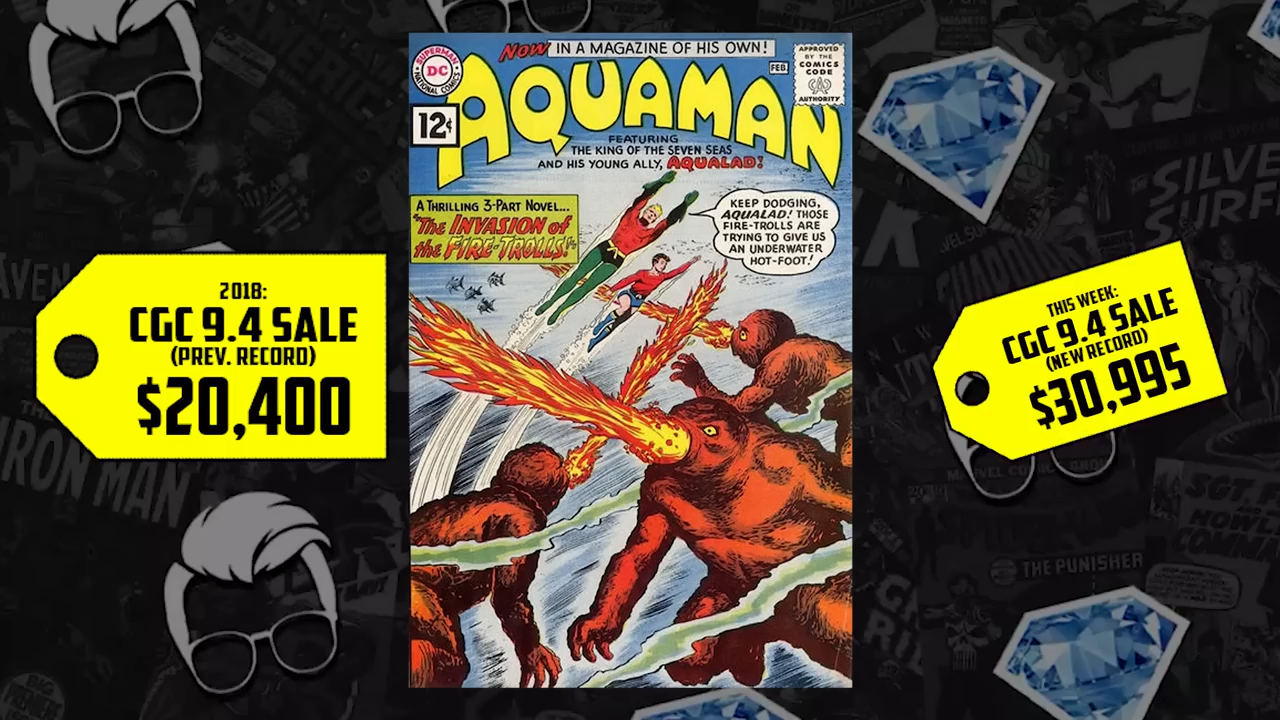 NOW IN A MAGAZINE OF HIS OWN!
SUPERMAN
DC
NATIONAL COMICS
FEB.
APPROVED
BY THE
COMICS
CODE
AUTHORITY
12¢
AQUAMAN
FEATURING
THE KING OF THE SEVEN SEAS
AND HIS YOUNG ALLY, AQUALAD!
A THRILLING 3-PART NOVEL...
"The INVASION of
the FIRE-TROLLS!"
KEEP DODGING,
AQUALAD! THOSE
FIRE-TROLLS ARE
TRYING TO GIVE US
AN UNDERWATER
HOT-FOOT!
2018:
CGC 9.4 SALE
(PREV. RECORD)
$20,400
THIS WEEK:
CGC 9.4 SALE
(NEW RECORD)
$30,995
IRON MAN
THE PUNISHER